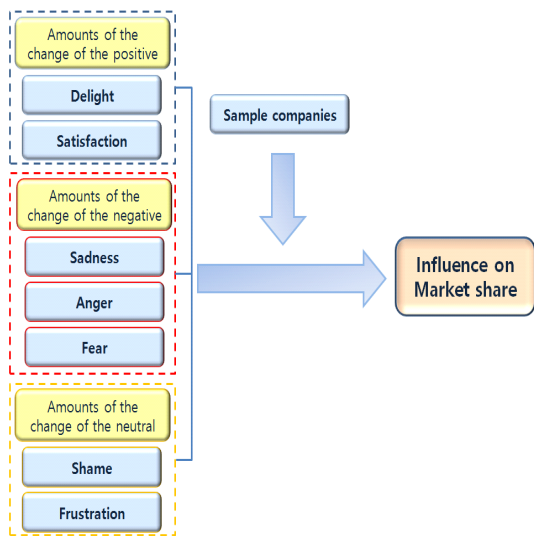 Amounts of the
change of the positive
Delight
Satisfaction
Sample companies
Amounts of the
change of the negative
Sadness
Anger
Fear
Influence on
Market share
Amounts of the
change of the neutral
Shame
Frustration